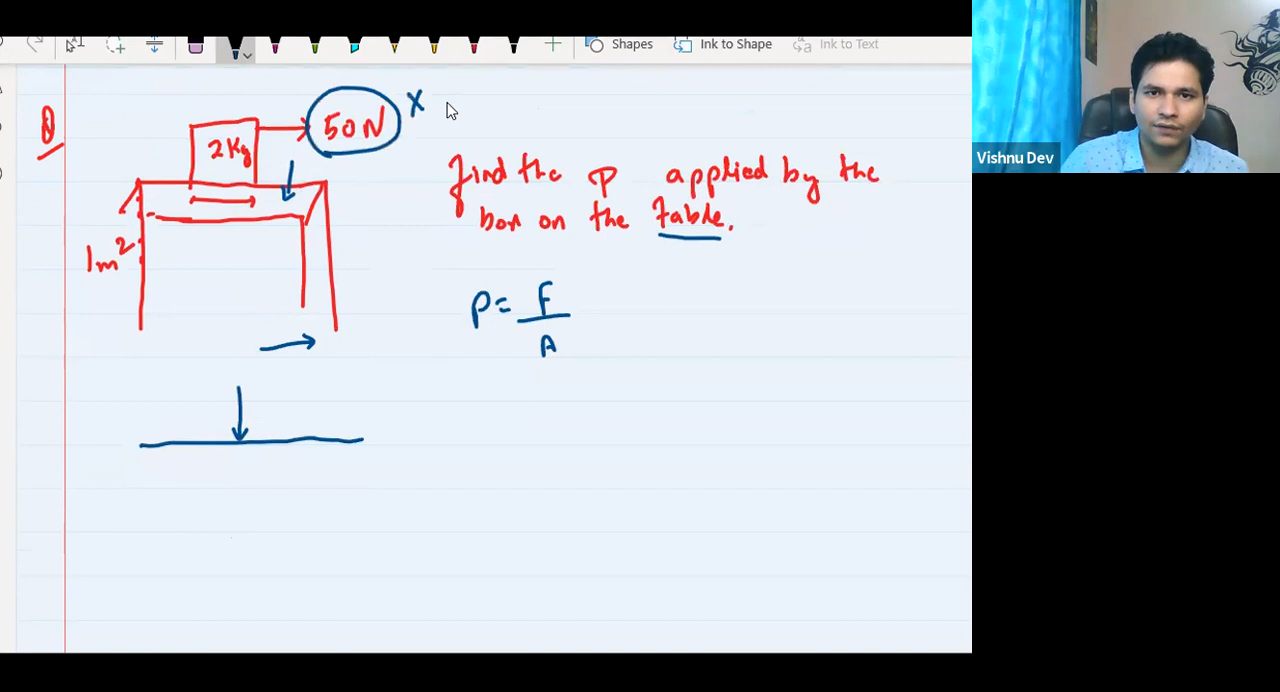 Shapes
Ink to Shape
Ink to Text
Vishnu Dev
Q
50N x
2Kg
1m²
find the P applied by the
box on the table.
P = F
A